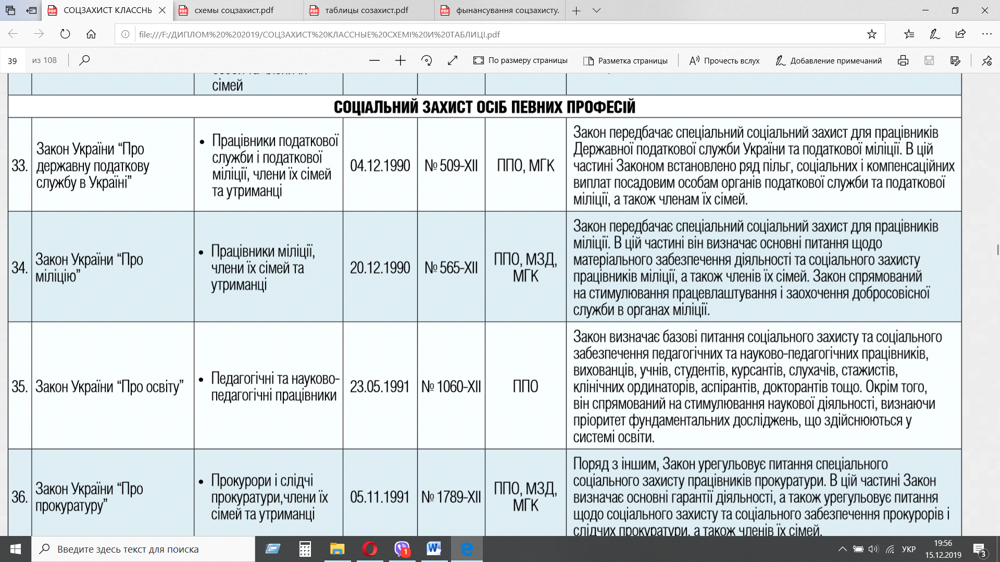 СОЦЗАХИСТ КЛАССНЬ
схемы соцзахист.pdf
таблицы созахист.pdf
фынансування соцзахисту.
file:///F:/ДИПЛОМ%20%202019/СОЦЗАХИСТ%20КЛАССНЫЕ%20СХЕМІ%20И%20ТАБЛИЦІ.pdf
39 из 108
По размеру страницы
Разметка страницы
Прочесть вслух
Добавление примечаний
сімей
СОЦІАЛЬНИЙ ЗАХИСТ ОСІБ ПЕВНИХ ПРОФЕСІЙ
33.
Закон України “Про
державну податкову
службу в Україні”
• Працівники податкової
служби і податкової
міліції, члени їх сімей
та утриманці
04.12.1990
№ 509-XII
ППО, МГК
Закон передбачає спеціальний соціальний захист для працівників
Державної податкової служби України та податкової міліції. В цій
частині Законом встановлено ряд пільг, соціальних і компенсаційних
виплат посадовим особам органів податкової служби та податкової
міліції, а також членам їх сімей.
34.
Закон України “Про
міліцію”
• Працівники міліції,
члени їх сімей та
утриманці
20.12.1990
№ 565-XII
ППО, МЗД,
МГК
Закон передбачає спеціальний соціальний захист для працівників
міліції. В цій частині він визначає основні питання щодо
матеріального забезпечення діяльності та соціального захисту
працівників міліції, а також членів їх сімей. Закон спрямований
на стимулювання працевлаштування і заохочення добросовісної
служби в органах міліції.
35.
Закон України “Про освіту”
• Педагогічні та науково-
педагогічні працівники
23.05.1991
№ 1060-XII
ППО
Закон визначає базові питання соціального захисту та соціального
забезпечення педагогічних та науково-педагогічних працівників,
вихованців, учнів, студентів, курсантів, слухачів, стажистів,
клінічних ординаторів, аспірантів, докторантів тощо. Окрім того,
він спрямований на стимулювання наукової діяльності, визнаючи
пріоритет фундаментальних досліджень, що здійснюються у
системі освіти.
36.
Закон України “Про
прокуратуру”
• Прокурори і слідчі
прокуратури,члени їх
сімей та утриманці
05.11.1991
№ 1789-XII
ППО, МЗД,
МГК
Поряд з іншим, Закон урегульовує питання спеціального
соціального захисту працівників прокуратури. В цій частині Закон
визначає основні гарантії діяльності, а також урегульовує питання
щодо соціального захисту та соціального забезпечення прокурорів і
слідчих прокуратури, а також членів їх сімей.
Введите здесь текст для поиска
1
УКР
19:56
15.12.2019
3